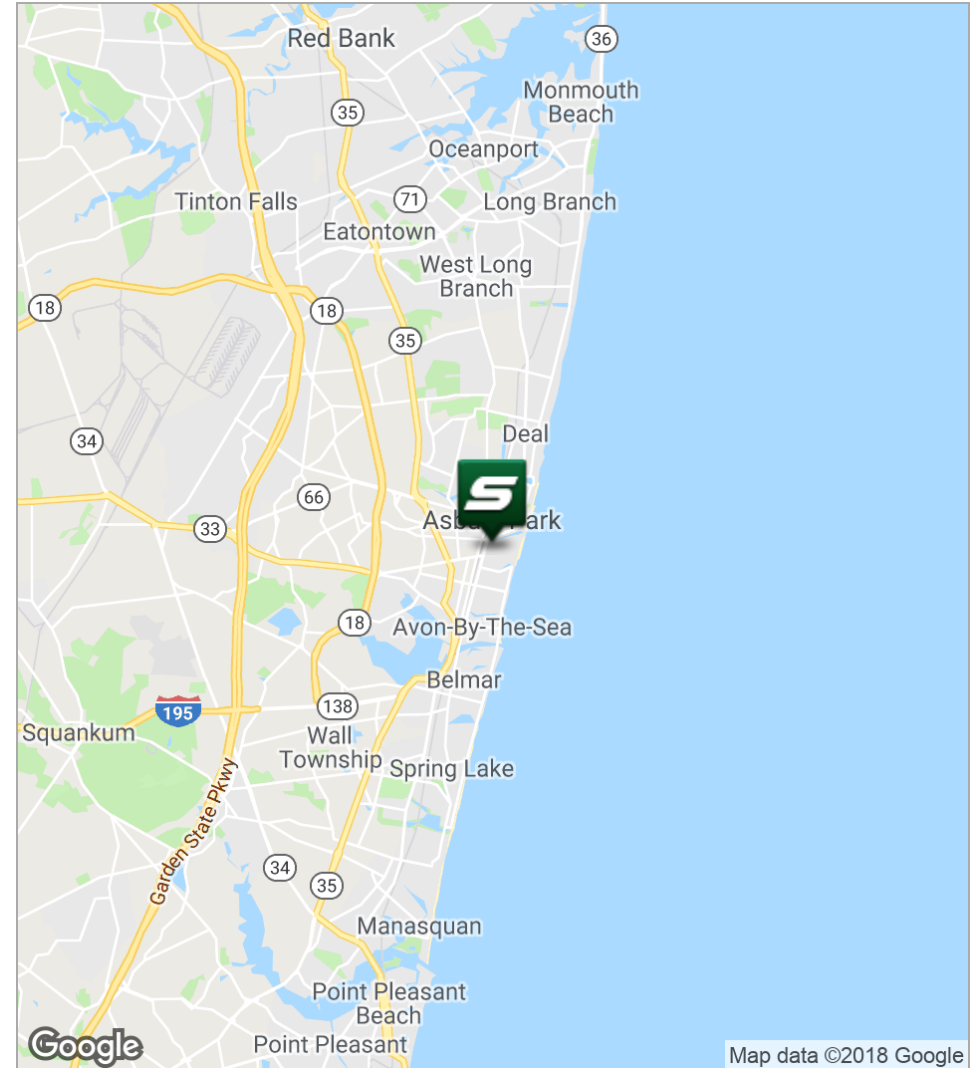 Red Bank
36
Monmouth
Beach
35
Oceanport
Tinton Falls
71
Long Branch
Eatontown
West Long
Branch
18
18
35
Deal
34
S
66
Asbu Park
33
18
Avon-By-The-Sea
Belmar
195
138
Squankum
Wall
Township
Spring Lake
Garden State Pkwy
34
35
Manasquan
Point Pleasant
Beach
Point Pleasant
Google
Map data ©2018 Google